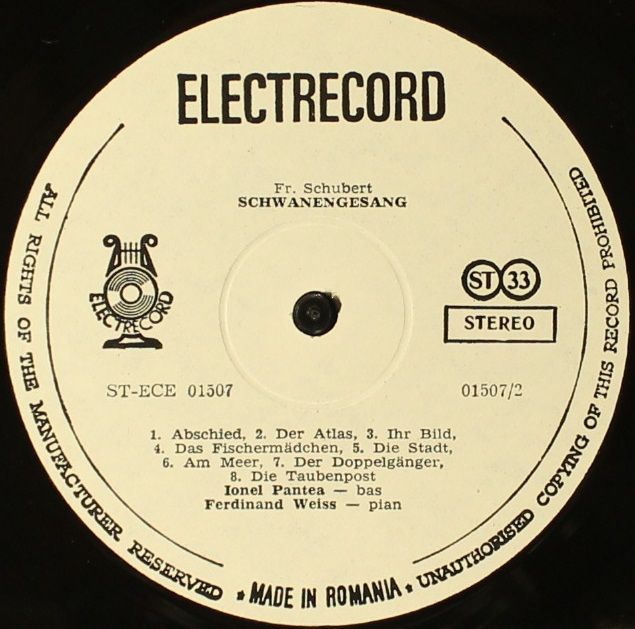 ELECTRECORD
Fr. Schubert
SCHWANENGESANG
ELECTRECORD
ST 33
STEREO
ST-ECE 01507
01507/2
1. Abschied, 2. Der Atlas, 3. Ihr Bild,
4. Das Fischermädchen, 5. Die Stadt,
6. Am Meer, 7. Der Doppelgänger,
8. Die Taubenpost
Ionel Pantea — bas
Ferdinand Weiss — pian
ALL RIGHTS OF THE MANUFACTURER RESERVED * MADE IN ROMANIA * UNAUTHORISED COPYING OF THIS RECORD PROHIBITED